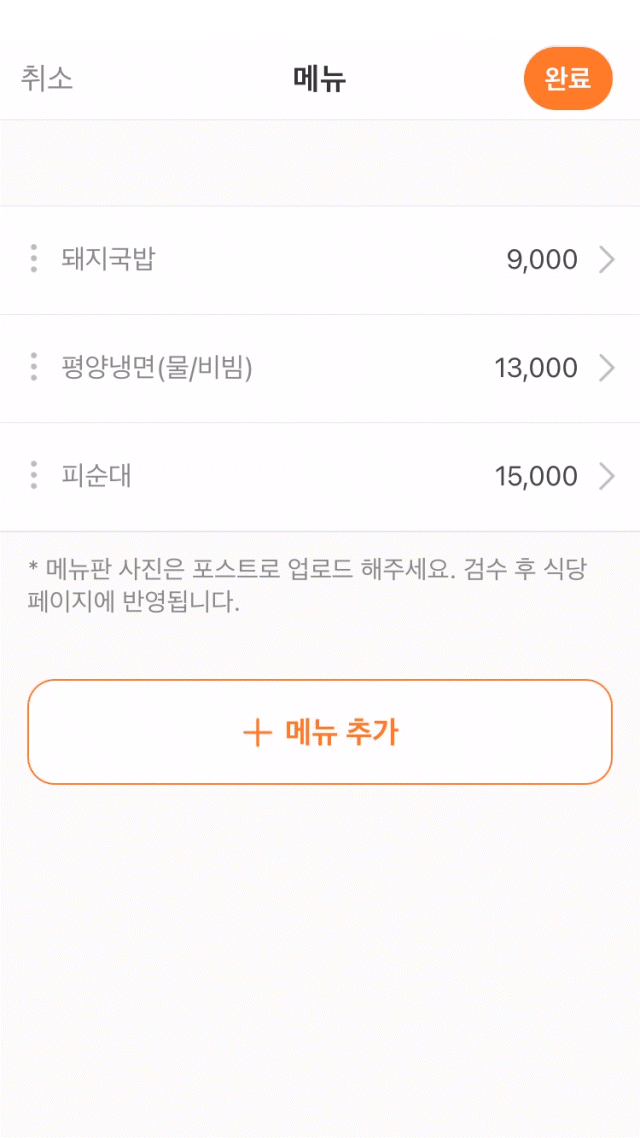 취소 메뉴 완료
돼지국밥 9,000
평양냉면(물/비빔) 13,000
피순대 15,000
* 메뉴판 사진은 포스트로 업로드 해주세요. 검수 후 식당
페이지에 반영됩니다.
+ 메뉴 추가